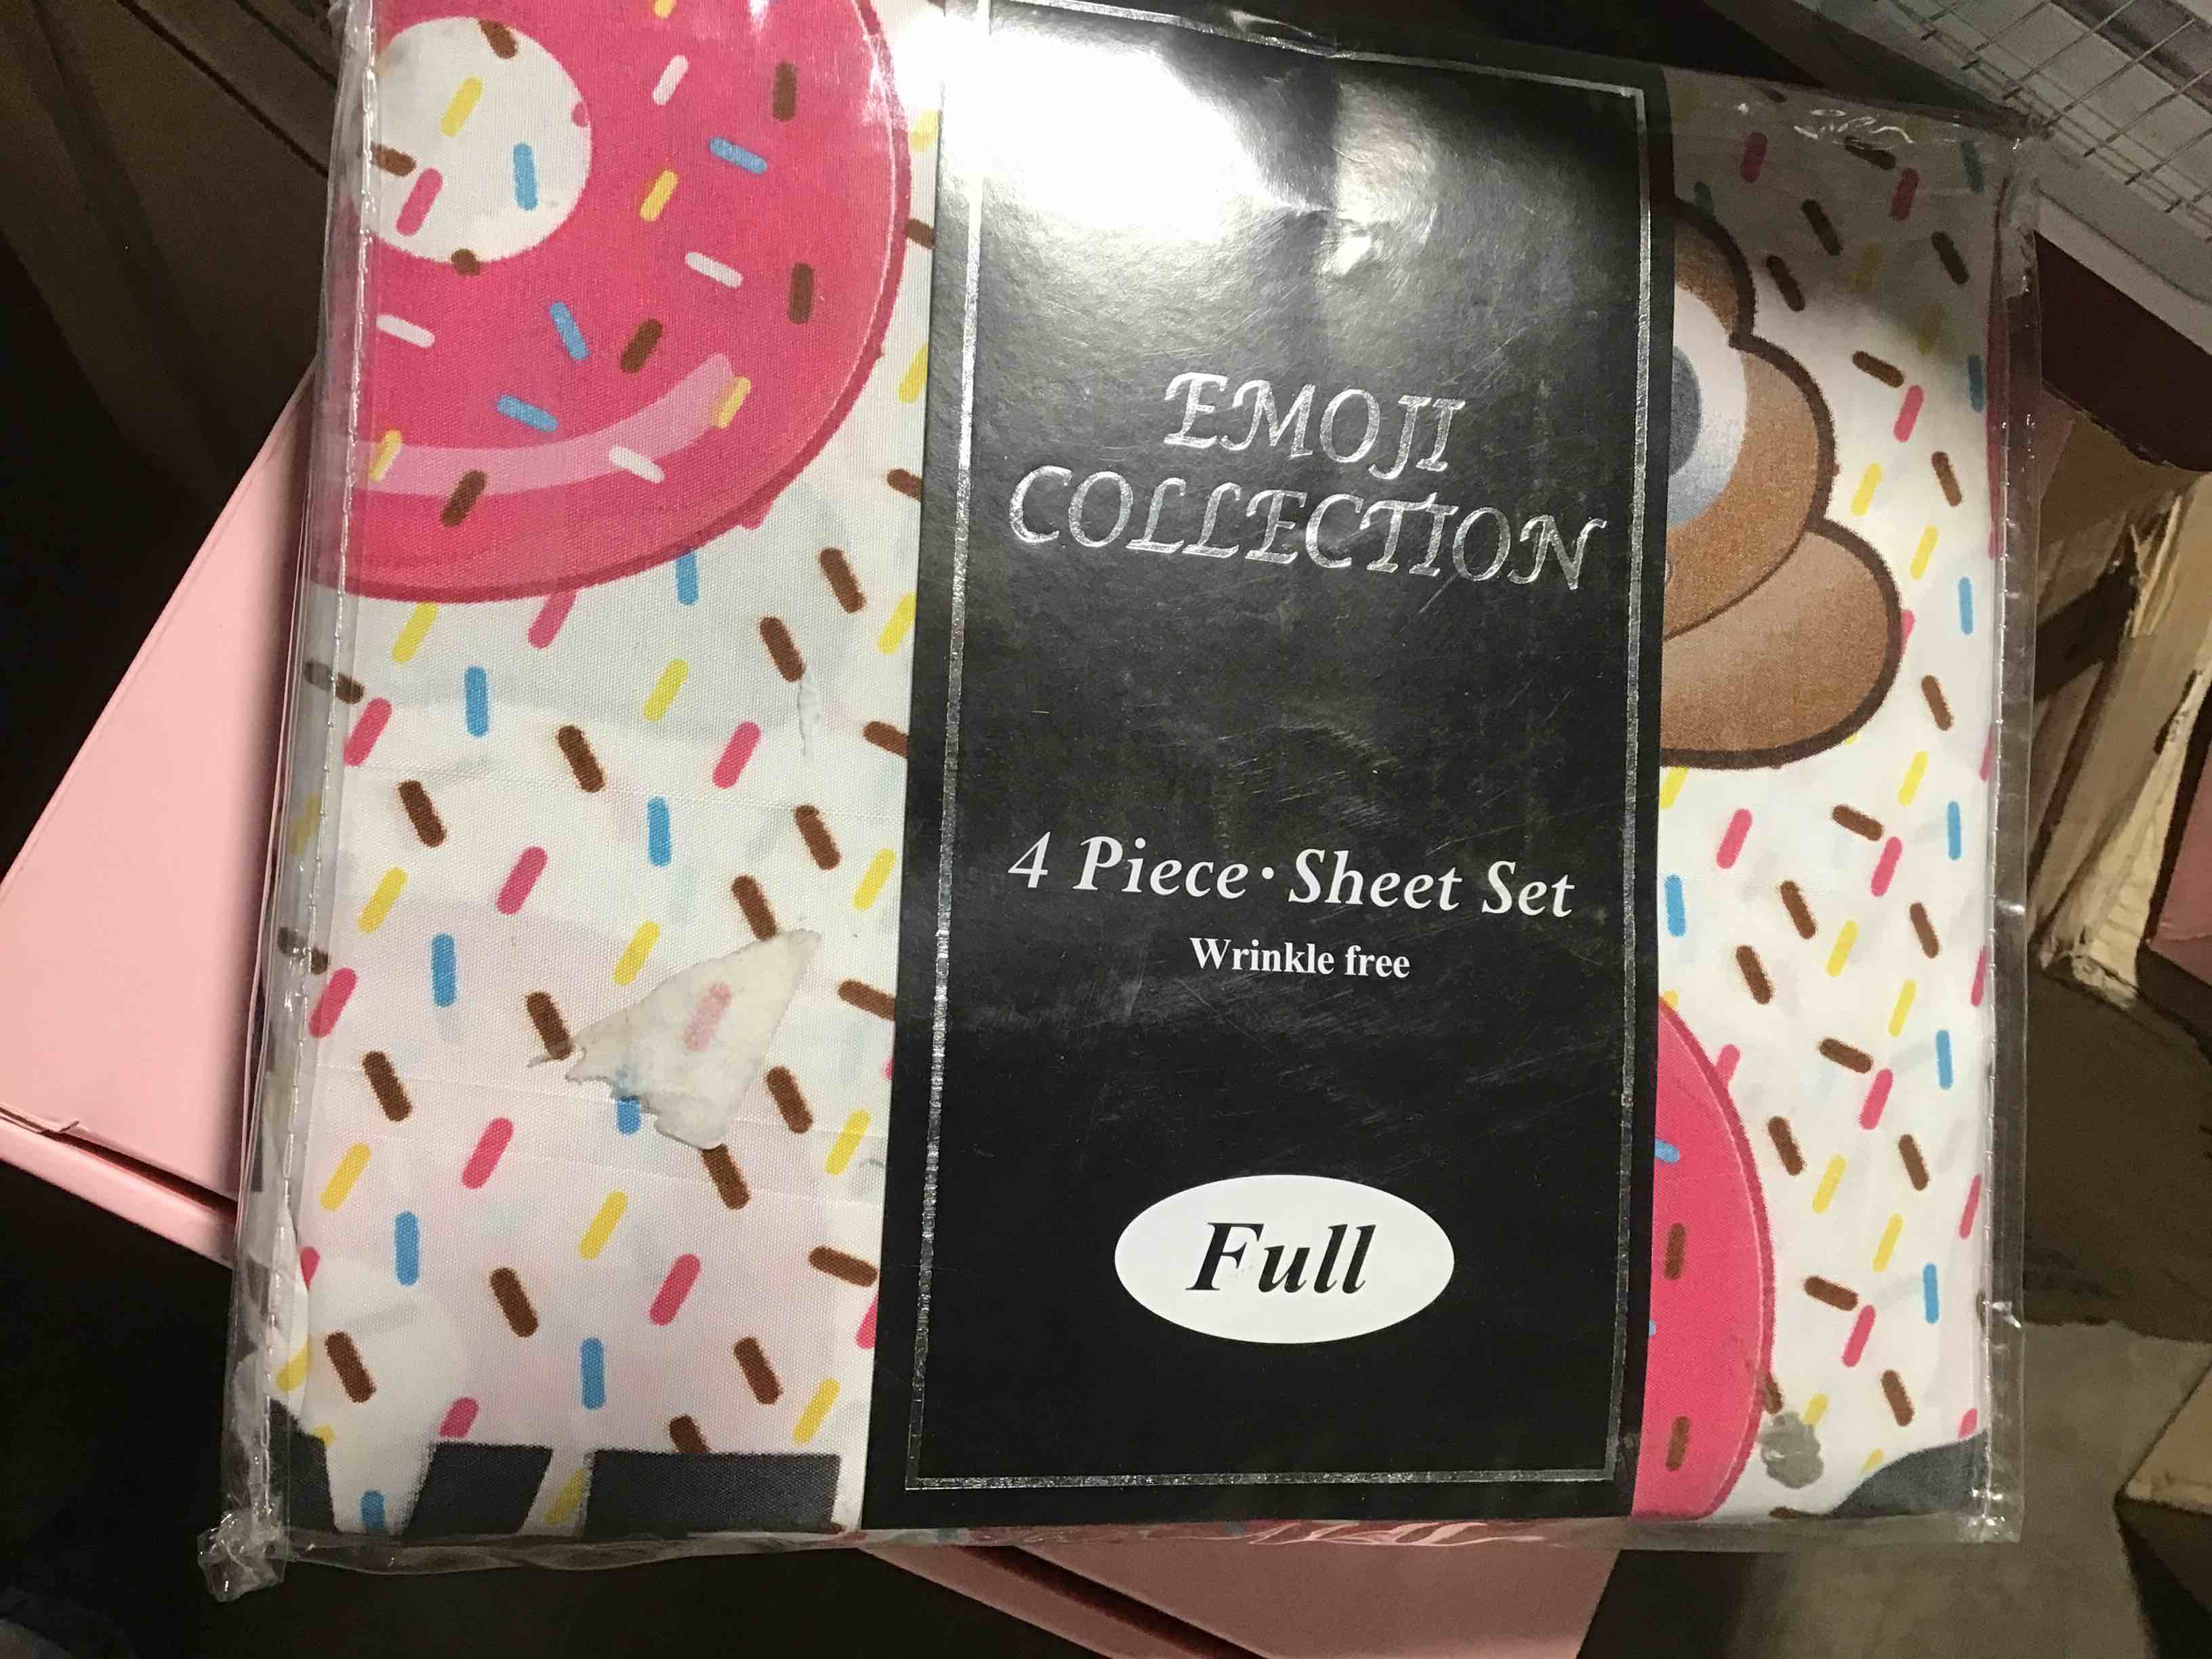 EMOJI
COLLECTION
4 Piece·Sheet Set
Wrinkle free
Full